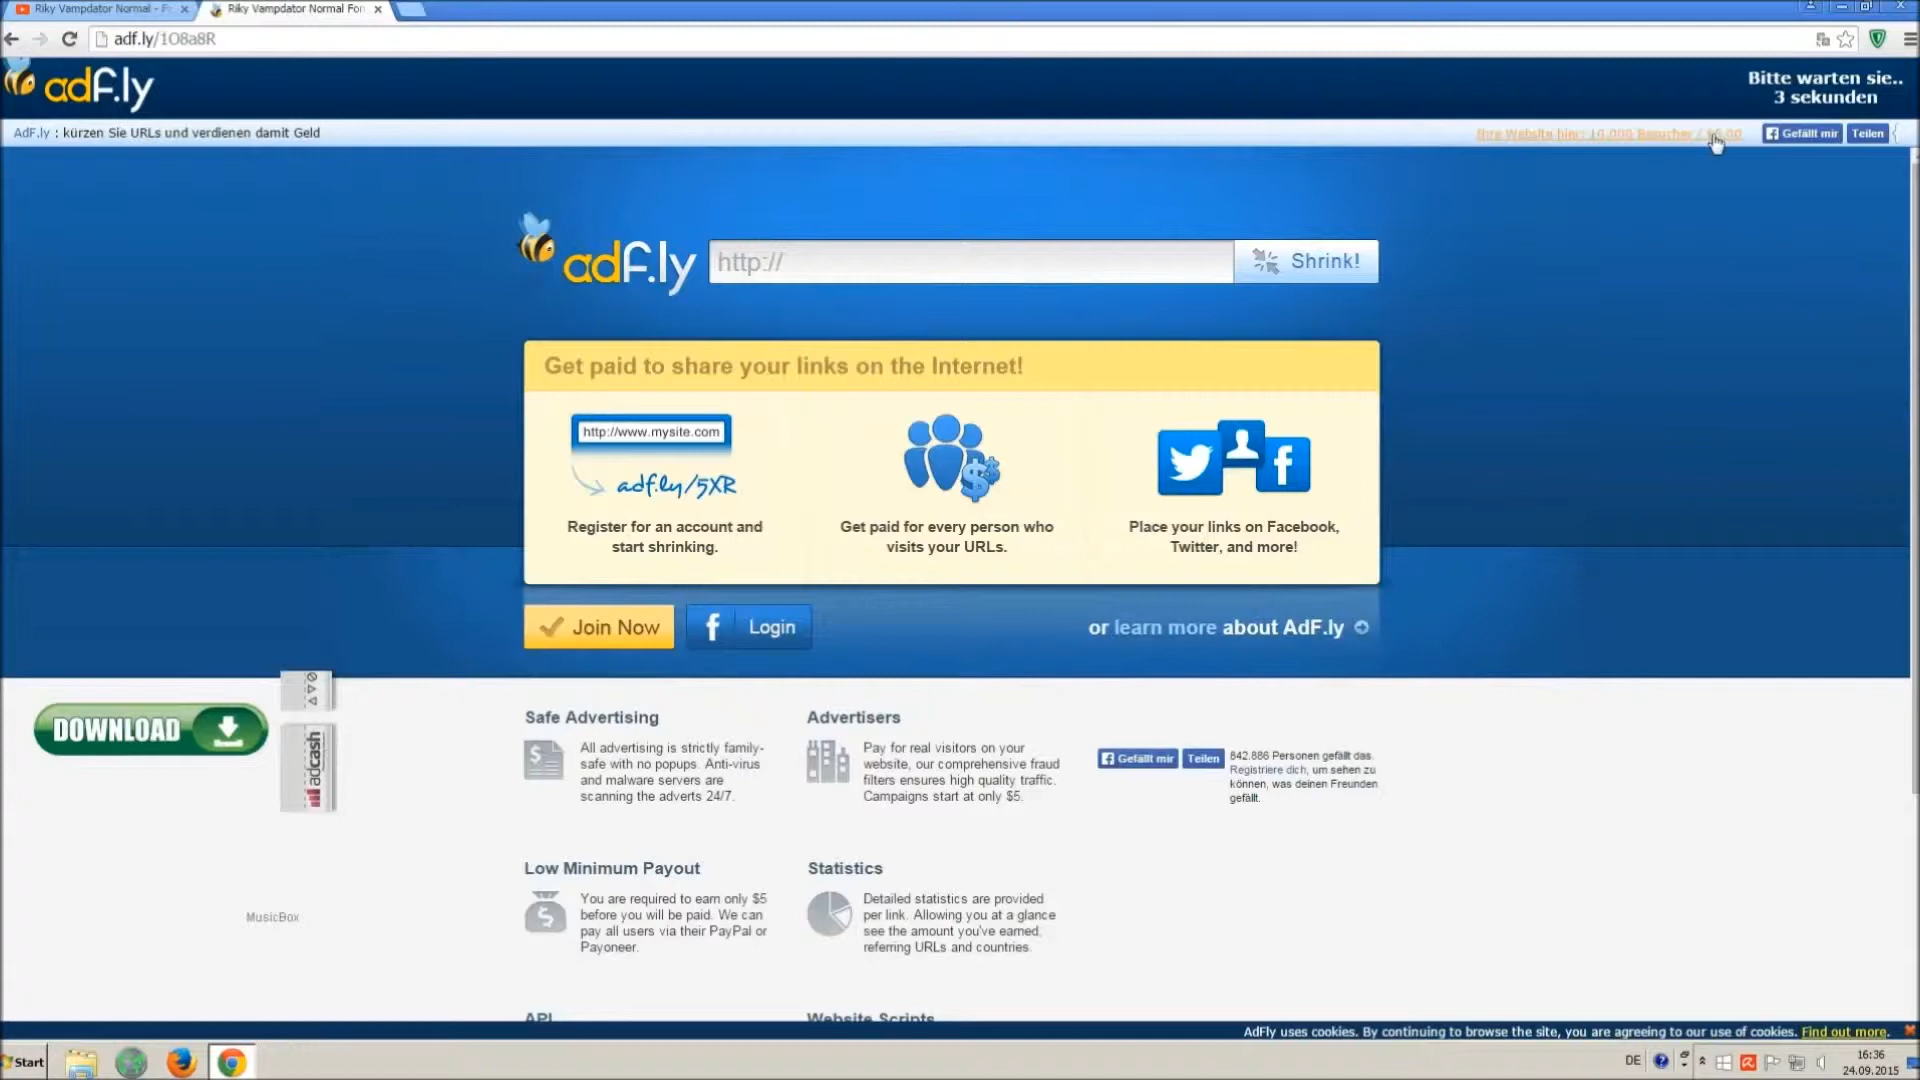 Riky Vampdator Normal - F
Riky Vampdator Normal For
adf.ly/1O8a8R
adf.ly
Bitte warten sie..
3 sekunden
AdF.ly : kürzen Sie URLs und verdienen damit Geld
Ihre Website hier: 10.000 Besucher /
Gefällt mir
Teilen
adf.ly
http://
Shrink!
Get paid to share your links on the Internet!
http://www.mysite.com
adf.ly/5XR
Register for an account and
start shrinking.
Get paid for every person who
visits your URLs.
Place your links on Facebook,
Twitter, and more!
Join Now
f
Login
or learn more about AdF.ly
DOWNLOAD
adcash
Safe Advertising
All advertising is strictly family-
safe with no popups. Anti-virus
and malware servers are
scanning the adverts 24/7.
Advertisers
Pay for real visitors on your
website, our comprehensive fraud
filters ensures high quality traffic.
Campaigns start at only $5.
Gefällt mir
Teilen
842.886 Personen gefällt das.
Registriere dich, um sehen zu
können, was deinen Freunden
gefällt.
Low Minimum Payout
You are required to earn only $5
before you will be paid. We can
pay all users via their PayPal or
Payoneer.
Statistics
Detailed statistics are provided
per link. Allowing you at a glance
see the amount you've earned,
referring URLs and countries.
MusicBox
API
Website Scripts
AdFly uses cookies. By continuing to browse the site, you are agreeing to our use of cookies. Find out more.
Start
DE
16:36
24.09.2015